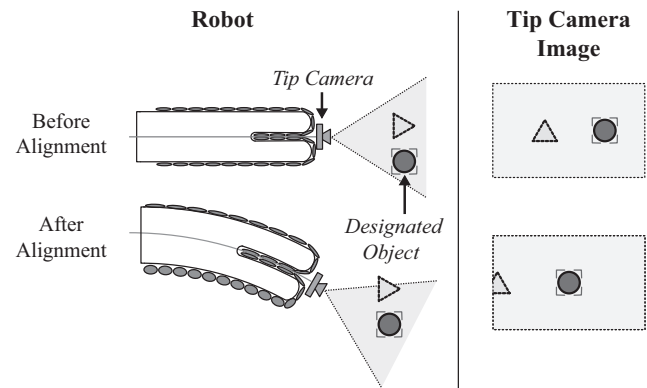 Robot
Tip Camera
Image
Tip Camera
Before
Alignment
After
Alignment
Designated
Object